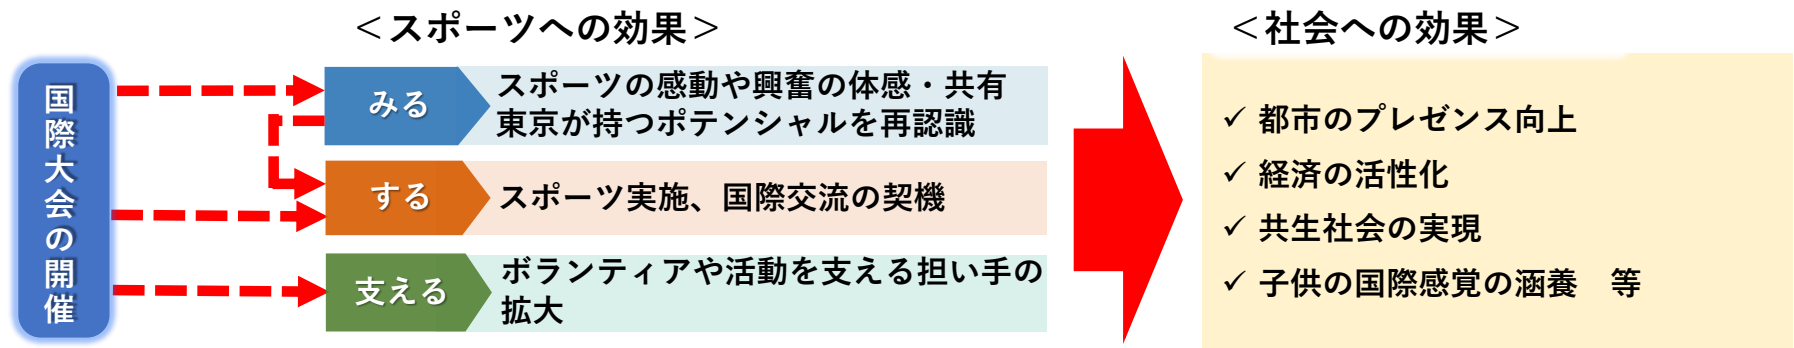 ＜スポーツへの効果＞
＜社会への効果＞
国際大会の開催
みる
スポーツの感動や興奮の体感・共有
東京が持つポテンシャルを再認識
する
スポーツ実施、国際交流の契機
支える
ボランティアや活動を支える担い手の
拡大
✓ 都市のプレゼンス向上
✓ 経済の活性化
✓ 共生社会の実現
✓ 子供の国際感覚の涵養　等